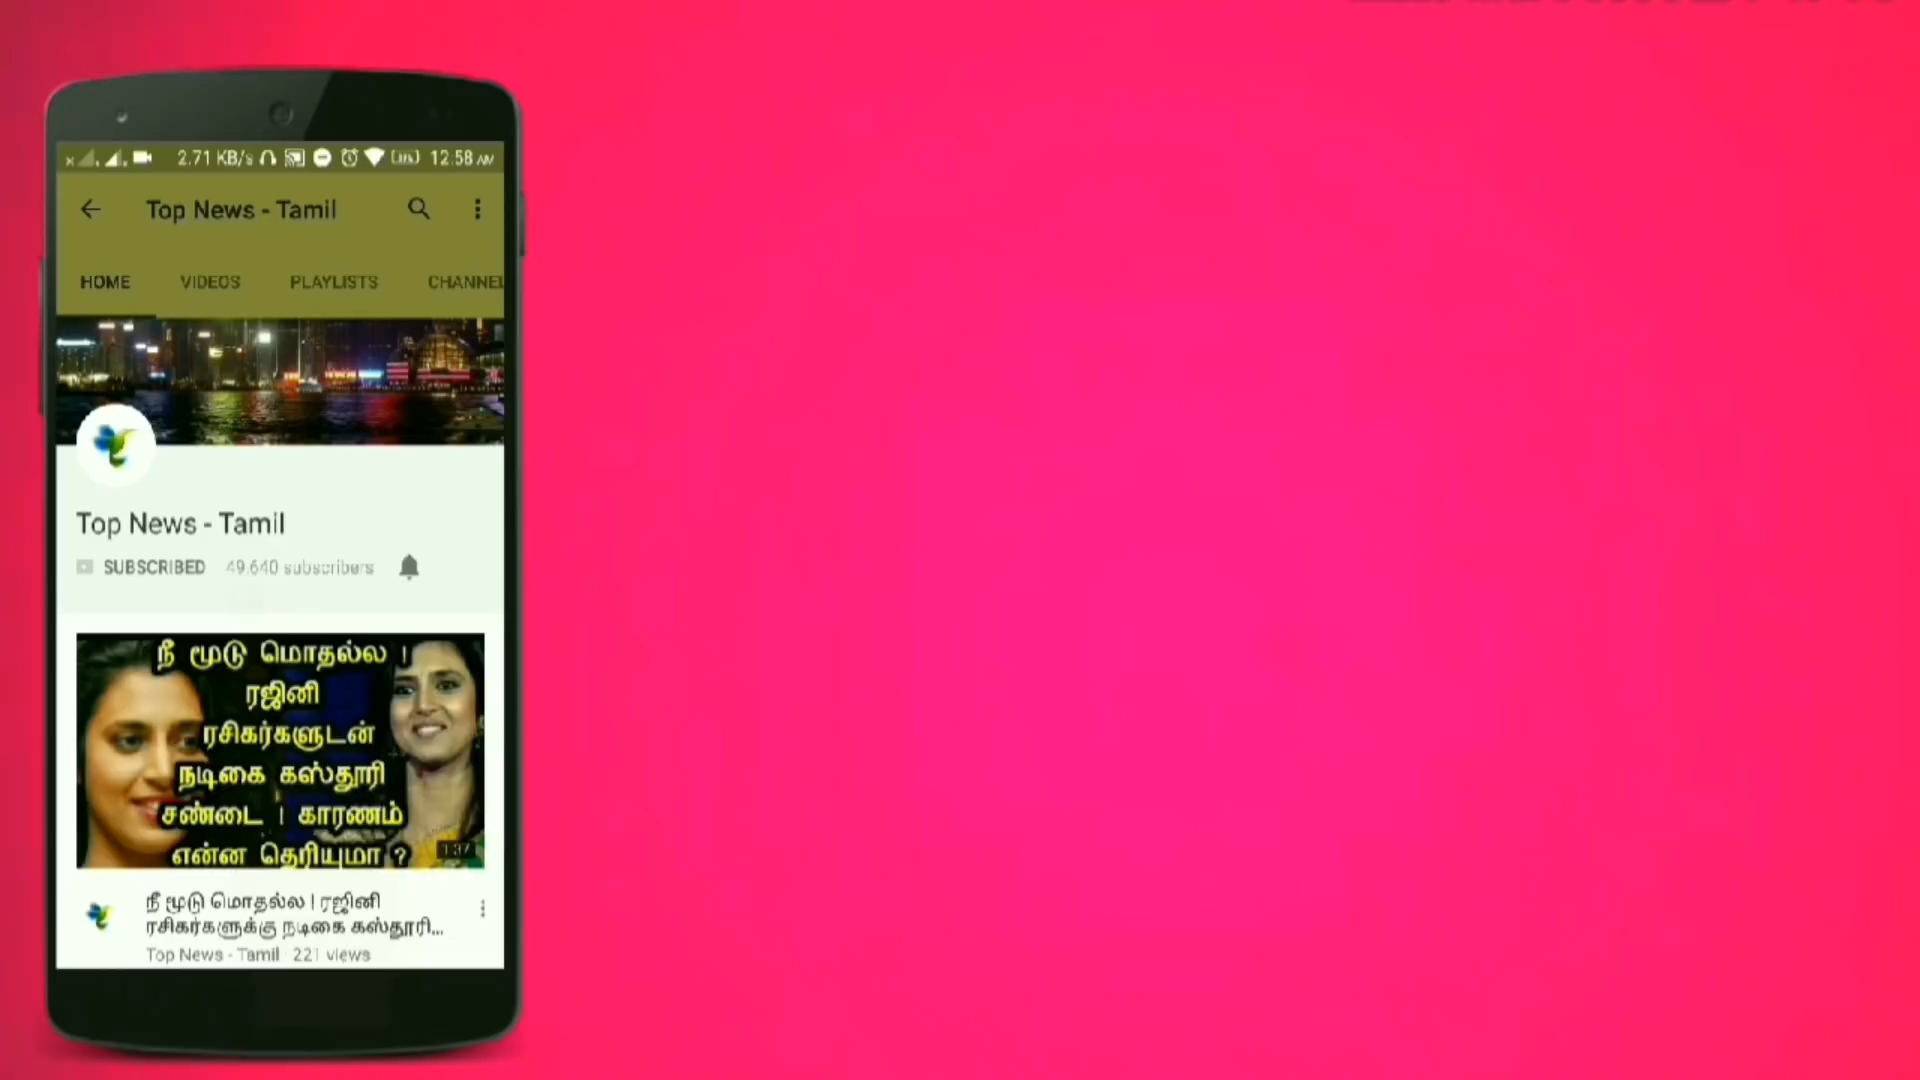 2.71 KB/s 12.58 AM
Top News - Tamil
HOME VIDEOS PLAYLISTS CHANNEL
Top News - Tamil
SUBSCRIBED 49,640 subscribers
நீ மூடு மொதல்ல !
ரஜினி
ரசிகர்களுடன்
நடிகை கஸ்தூரி
சண்டை ! காரணம்
என்ன தெரியுமா ?
1:37
நீ மூடு மொதல்ல ! ரஜினி
ரசிகர்களுக்கு நடிகை கஸ்தூரி...
Top News - Tamil 221 views